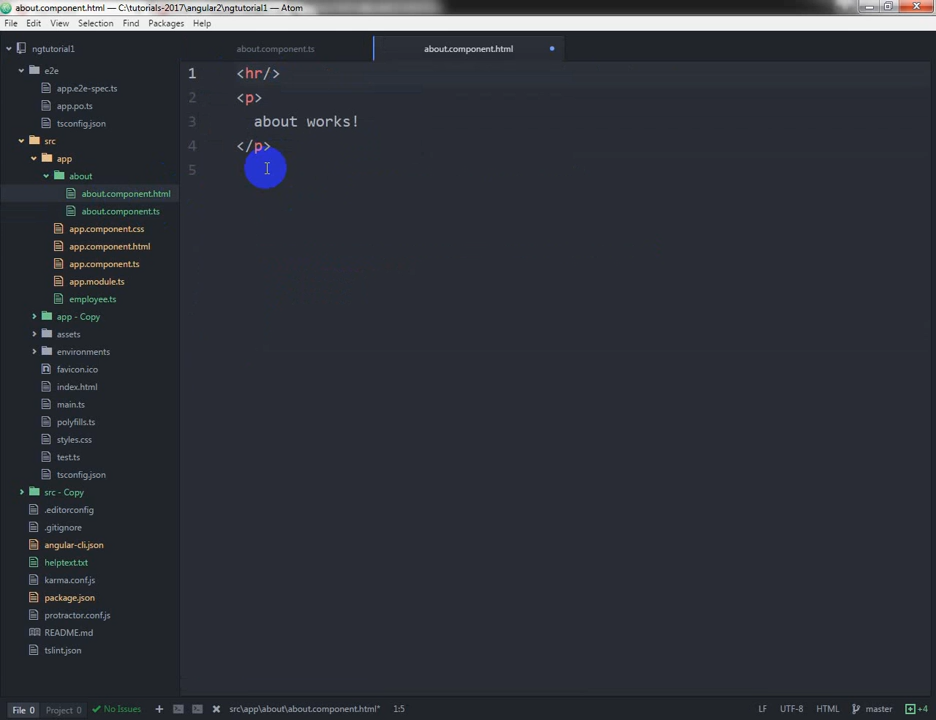 about.component.html — C:\tutorials-2017\angular2\ngtutorial1 — Atom
File Edit View Selection Find Packages Help
ngtutorial1
e2e
app.e2e-spec.ts
app.po.ts
tsconfig.json
src
app
about
about.component.html
about.component.ts
app.component.css
app.component.html
app.component.ts
app.module.ts
employee.ts
app - Copy
assets
environments
favicon.ico
index.html
main.ts
polyfills.ts
styles.css
test.ts
tsconfig.json
src - Copy
.editorconfig
.gitignore
angular-cli.json
helptext.txt
karma.conf.js
package.json
protractor.conf.js
README.md
tslint.json
about.component.ts about.component.html
1 <hr/>
2 <p>
3 about works!
4 </p>
5
File 0 Project 0 No Issues + src\app\about\about.component.html* 1:5 LF UTF-8 HTML master +4